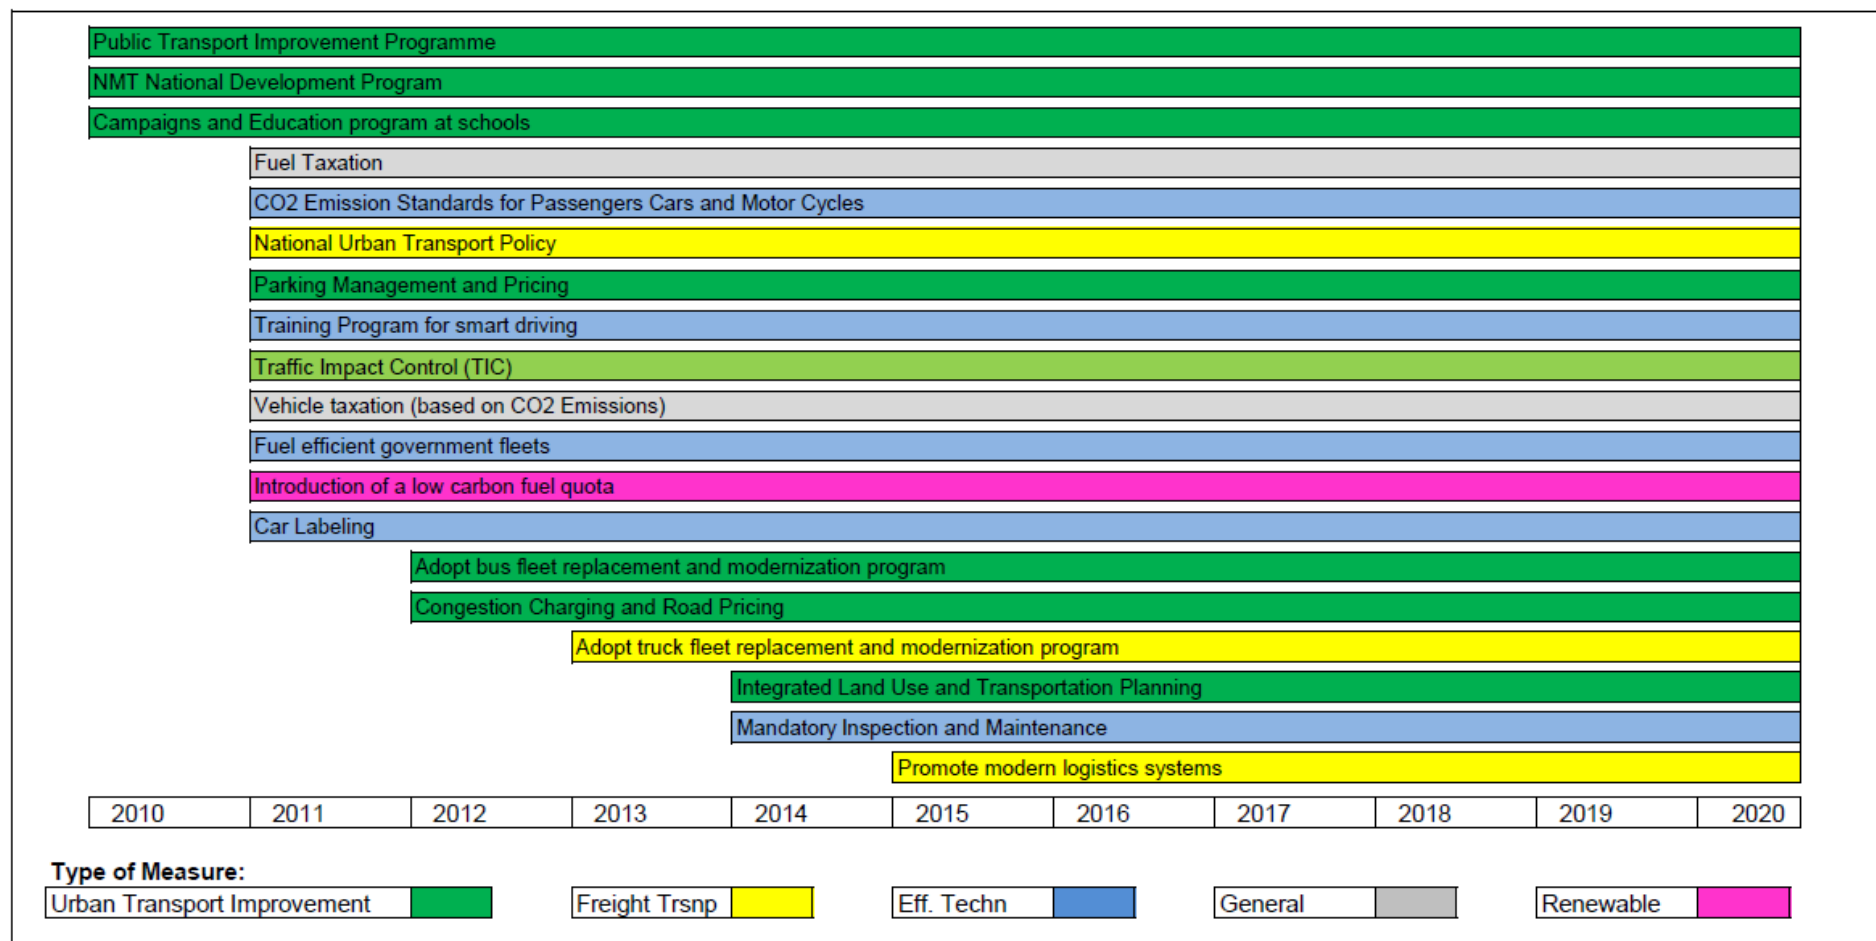 Public Transport Improvement Programme
NMT National Development Program
Campaigns and Education program at schools
Fuel Taxation
CO2 Emission Standards for Passengers Cars and Motor Cycles
National Urban Transport Policy
Parking Management and Pricing
Training Program for smart driving
Traffic Impact Control (TIC)
Vehicle taxation (based on CO2 Emissions)
Fuel efficient government fleets
Introduction of a low carbon fuel quota
Car Labeling
Adopt bus fleet replacement and modernization program
Congestion Charging and Road Pricing
Adopt truck fleet replacement and modernization program
Integrated Land Use and Transportation Planning
Mandatory Inspection and Maintenance
Promote modern logistics systems
2010 2011 2012 2013 2014 2015 2016 2017 2018 2019 2020
Type of Measure:
Urban Transport Improvement Freight Trsnp Eff. Techn General Renewable